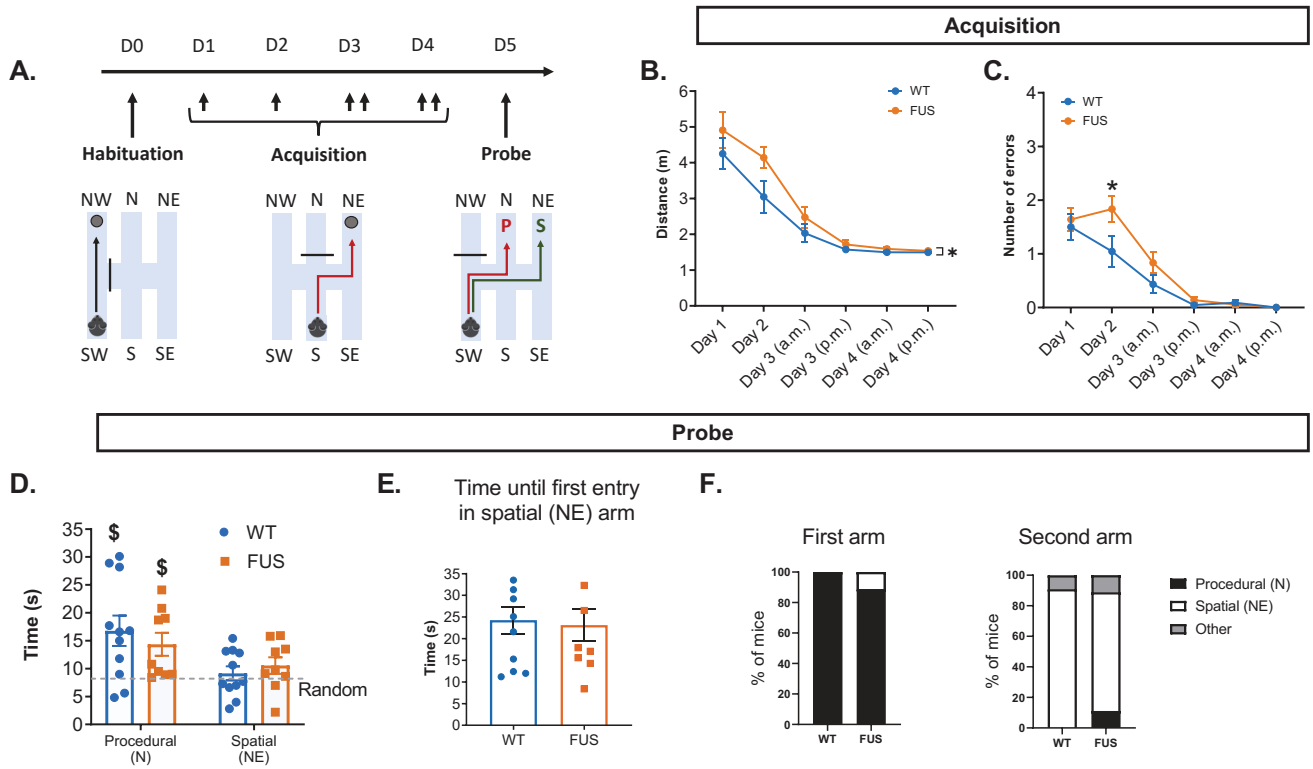 Acquisition
A.
D0 D1 D2 D3 D4 D5
Habituation Acquisition Probe
NW N NE NW N NE NW N NE
P S
SW S SE SW S SE SW S SE
B.
WT
FUS
Distance (m)
6
5
4
3
2
1
0
*
Day 1
Day 2
Day 3 (a.m.)
Day 3 (p.m.)
Day 4 (a.m.)
Day 4 (p.m.)
C.
WT
FUS
Number of errors
4
3
2
1
0
*
Day 1
Day 2
Day 3 (a.m.)
Day 3 (p.m.)
Day 4 (a.m.)
Day 4 (p.m.)
Probe
D.
WT
FUS
$ $
Time (s)
35
30
25
20
15
10
5
0
Random
Procedural
(N)
Spatial
(NE)
E.
Time until first entry
in spatial (NE) arm
Time (s)
35
30
25
20
15
10
5
0
WT FUS
F.
First arm
% of mice
100
80
60
40
20
0
WT FUS
Second arm
% of mice
100
80
60
40
20
0
WT FUS
Procedural (N)
Spatial (NE)
Other